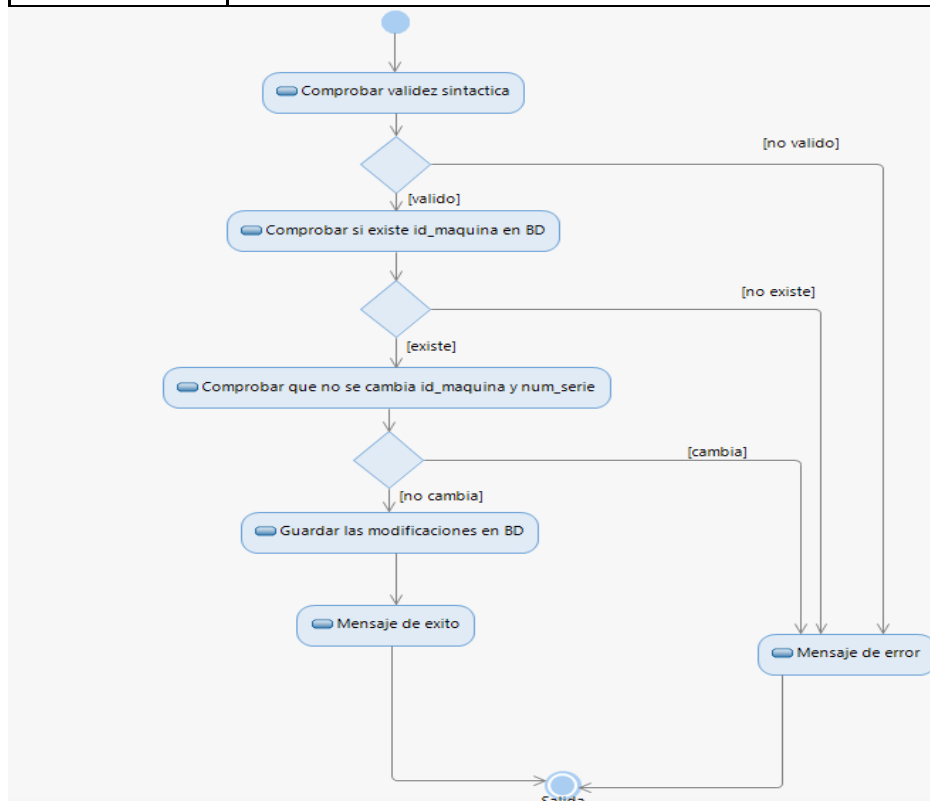 Comprobar validez sintactica
[no valido]
[valido]
Comprobar si existe id_maquina en BD
[no existe]
[existe]
Comprobar que no se cambia id_maquina y num_serie
[cambia]
[no cambia]
Guardar las modificaciones en BD
Mensaje de exito
Mensaje de error
Salida